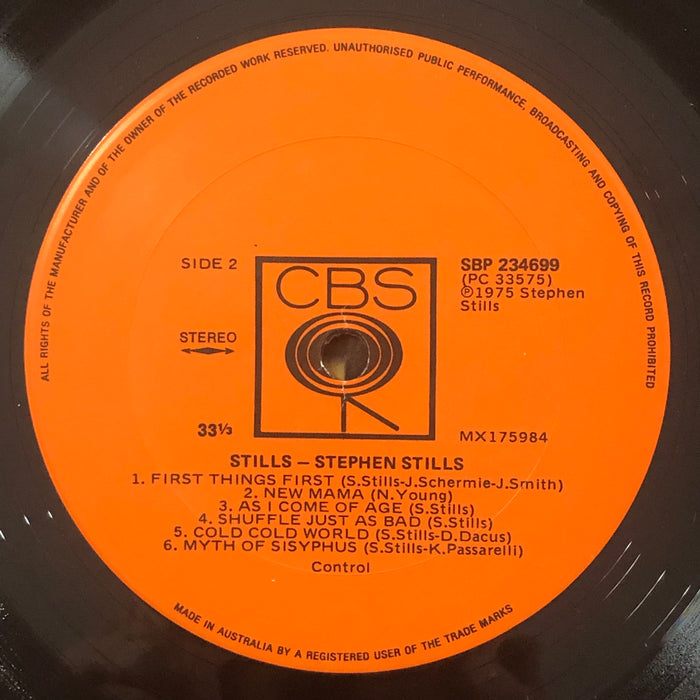 ALL RIGHTS OF THE MANUFACTURER AND OF THE OWNER OF THE RECORDED WORK RESERVED. UNAUTHORISED PUBLIC PERFORMANCE, BROADCASTING AND COPYING OF THIS RECORD PROHIBITED
SIDE 2
CBS
SBP 234699
(PC 33575)
Ⓟ1975 Stephen
Stills
STEREO
33⅓
MX175984
STILLS – STEPHEN STILLS
1. FIRST THINGS FIRST (S.Stills-J.Schermie-J.Smith)
2. NEW MAMA (N.Young)
3. AS I COME OF AGE (S.Stills)
4. SHUFFLE JUST AS BAD (S.Stills)
5. COLD COLD WORLD (S.Stills-D.Dacus)
6. MYTH OF SISYPHUS (S.Stills-K.Passarelli)
Control
MADE IN AUSTRALIA BY A REGISTERED USER OF THE TRADE MARKS